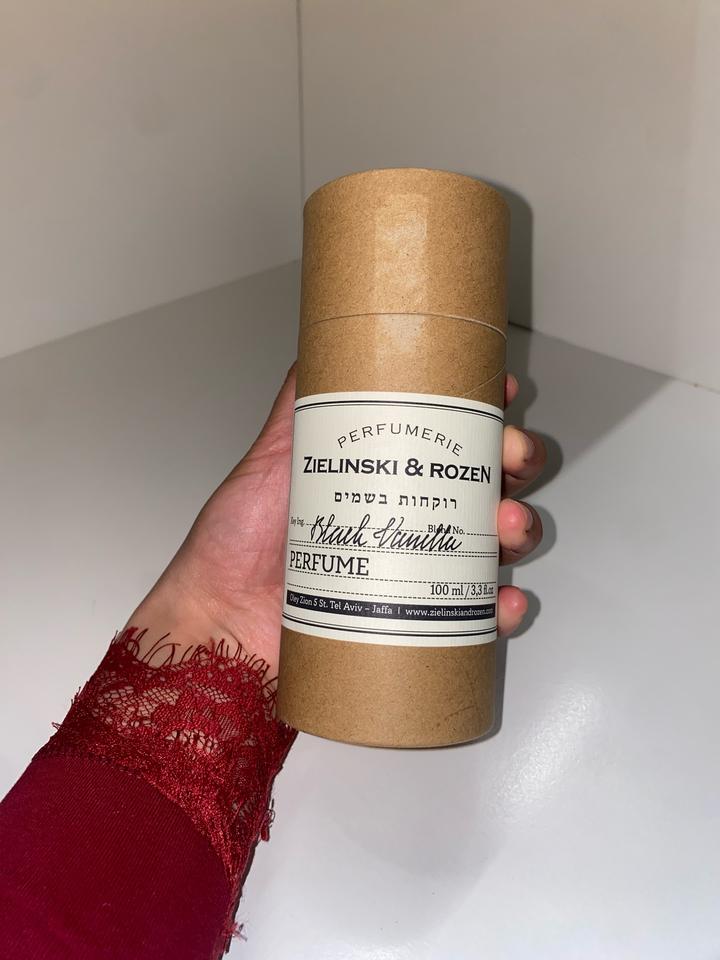 PERFUMERIE
ZIELINSKI & ROZEN
רוקחות בשמים
Key Ing. Black Vanilla Blend No.
PERFUME
100 ml / 3,3 fl.oz
Oley Zion 5 St. Tel Aviv – Jaffa | www.zielinskiandrozen.com